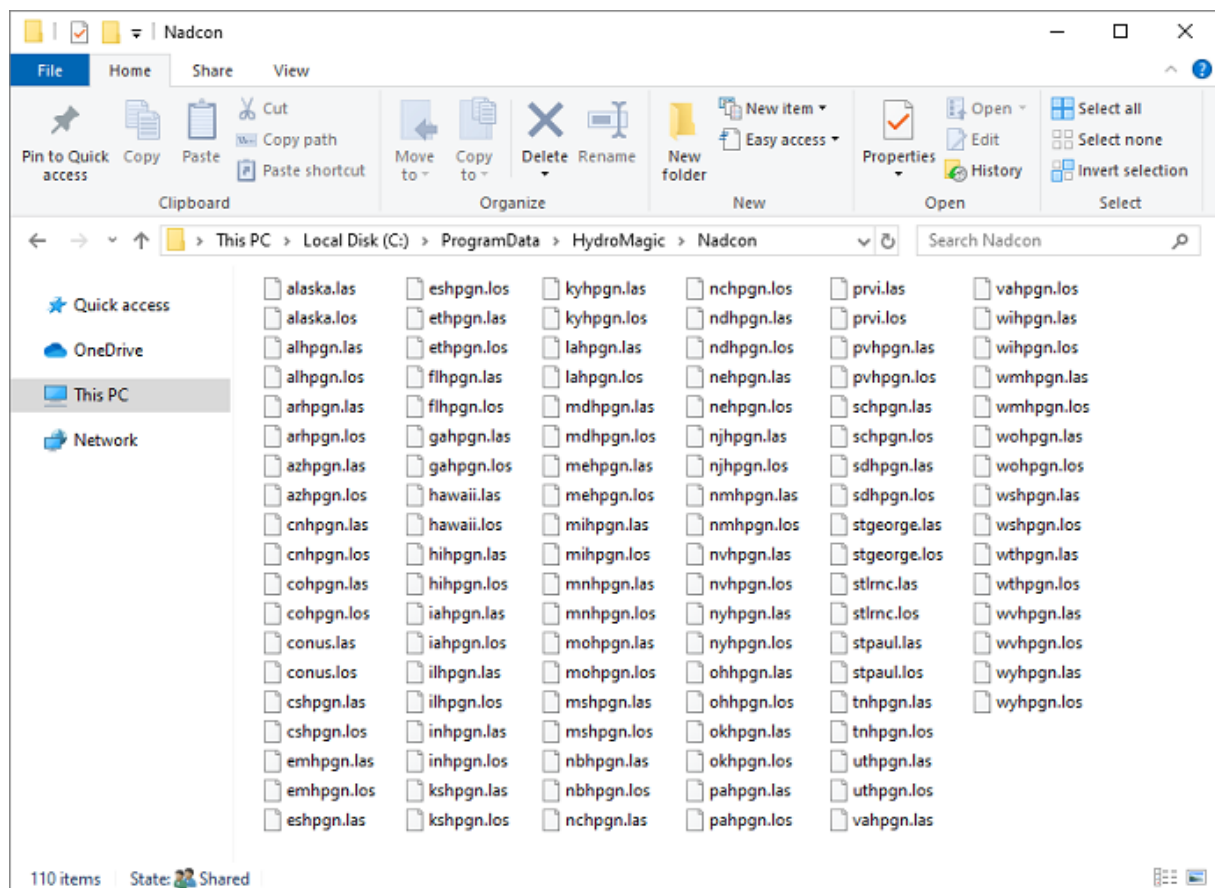 Nadcon
File Home Share View
Pin to Quick access
Copy
Paste
Cut
Copy path
Paste shortcut
Clipboard
Move to
Copy to
Delete
Rename
Organize
New folder
New item
Easy access
New
Properties
Open
Edit
History
Open
Select all
Select none
Invert selection
Select
This PC > Local Disk (C:) > ProgramData > HydroMagic > Nadcon
Search Nadcon
Quick access
OneDrive
This PC
Network
alaska.las
alaska.los
alhpgn.las
alhpgn.los
arhpgn.las
arhpgn.los
azhpgn.las
azhpgn.los
cnhpgn.las
cnhpgn.los
cohpgn.las
cohpgn.los
conus.las
conus.los
cshpgn.las
cshpgn.los
emhpgn.las
emhpgn.los
eshpgn.las
eshpgn.los
ethpgn.las
ethpgn.los
flhpgn.las
flhpgn.los
gahpgn.las
gahpgn.los
hawaii.las
hawaii.los
hihpgn.las
hihpgn.los
iahpgn.las
iahpgn.los
ilhpgn.las
ilhpgn.los
inhpgn.las
inhpgn.los
kshpgn.las
kshpgn.los
kyhpgn.las
kyhpgn.los
lahpgn.las
lahpgn.los
mdhpgn.las
mdhpgn.los
mehpgn.las
mehpgn.los
mihpgn.las
mihpgn.los
mnhpgn.las
mnhpgn.los
mohpgn.las
mohpgn.los
mshpgn.las
mshpgn.los
nbhpgn.las
nbhpgn.los
nchpgn.las
nchpgn.los
ndhpgn.las
ndhpgn.los
nehpgn.las
nehpgn.los
njhpgn.las
njhpgn.los
nmhpgn.las
nmhpgn.los
nvhpgn.las
nvhpgn.los
nyhpgn.las
nyhpgn.los
ohhpgn.las
ohhpgn.los
okhpgn.las
okhpgn.los
pahpgn.las
pahpgn.los
prvi.las
prvi.los
pvhpgn.las
pvhpgn.los
schpgn.las
schpgn.los
sdhpgn.las
sdhpgn.los
stgeorge.las
stgeorge.los
stlrnc.las
stlrnc.los
stpaul.las
stpaul.los
tnhpgn.las
tnhpgn.los
uthpgn.las
uthpgn.los
vahpgn.las
vahpgn.los
wihpgn.las
wihpgn.los
wmhpgn.las
wmhpgn.los
wohpgn.las
wohpgn.los
wshpgn.las
wshpgn.los
wthpgn.las
wthpgn.los
wvhpgn.las
wvhpgn.los
wyhpgn.las
wyhpgn.los
110 items State: Shared